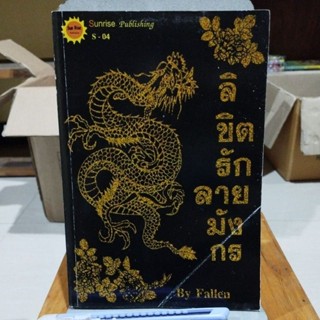 Sunrise Publishing
S - 04
ลิ
ขิต
รัก
ลาย
มัง
กร
By Fallen